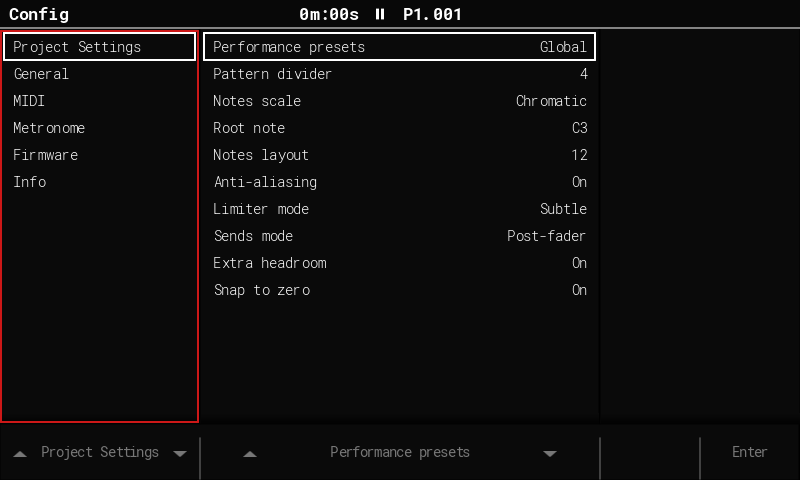 Config 0m:00s P1.001
Project Settings
General
MIDI
Metronome
Firmware
Info
Performance presets Global
Pattern divider 4
Notes scale Chromatic
Root note C3
Notes layout 12
Anti-aliasing On
Limiter mode Subtle
Sends mode Post-fader
Extra headroom On
Snap to zero On
Project Settings Performance presets Enter